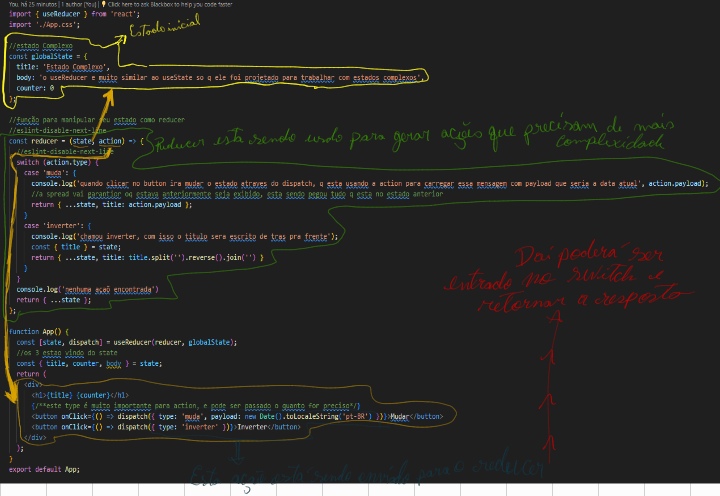 You, há 25 minutos | 1 author (You) | Click here to ask Blackbox to help you code faster
import { useReducer } from 'react';
import './App.css';
Estado inicial
//estado Complexo
const globalState = {
title: 'Estado Complexo',
body: 'o useReducer e muito similar ao useState so q ele foi projetado para trabalhar com estados complexos',
counter: 0
};
//função para manipular meu estado como reducer
//eslint-disable-next-line
const reducer = (state, action) => {
Reducer esta sendo usado para gerar ações que precisam de mais
complicidade
//eslint-disable-next-line
switch (action.type) {
case 'muda': {
console.log('quando clicar no button ira mudar o estado atraves do dispatch, q esta usando a action para carregar essa mensagem com payload que seria a data atual', action.payload);
//a spread vai garantior oq estava anteriormente seja exibido, esta sendo pegou tudo q esta no estado anterior
return { ...state, title: action.payload };
}
case 'inverter': {
console.log('chamou inverter, com isso o titulo sera escrito de tras pra frente');
const { title } = state;
return { ...state, title: title.split('').reverse().join('') }
}
}
console.log('nenhuma açaõ encontrada')
return { ...state };
};
Daí poderá ser
entrado no switch e
retornar a resposto
function App() {
const [state, dispatch] = useReducer(reducer, globalState);
//os 3 estao vindo do state
const { title, counter, body } = state;
return (
<div>
<h1>{title} {counter}</h1>
{/**este type é muito importante para action, e pode ser passado o quanto for preciso*/}
<button onClick={() => dispatch({ type: 'muda', payload: new Date().toLocaleString('pt-BR') })}>Mudar</button>
<button onClick={() => dispatch({ type: 'inverter' })}>Inverter</button>
</div>
);
}
Esta ação está sendo enviado para o reducer
export default App;